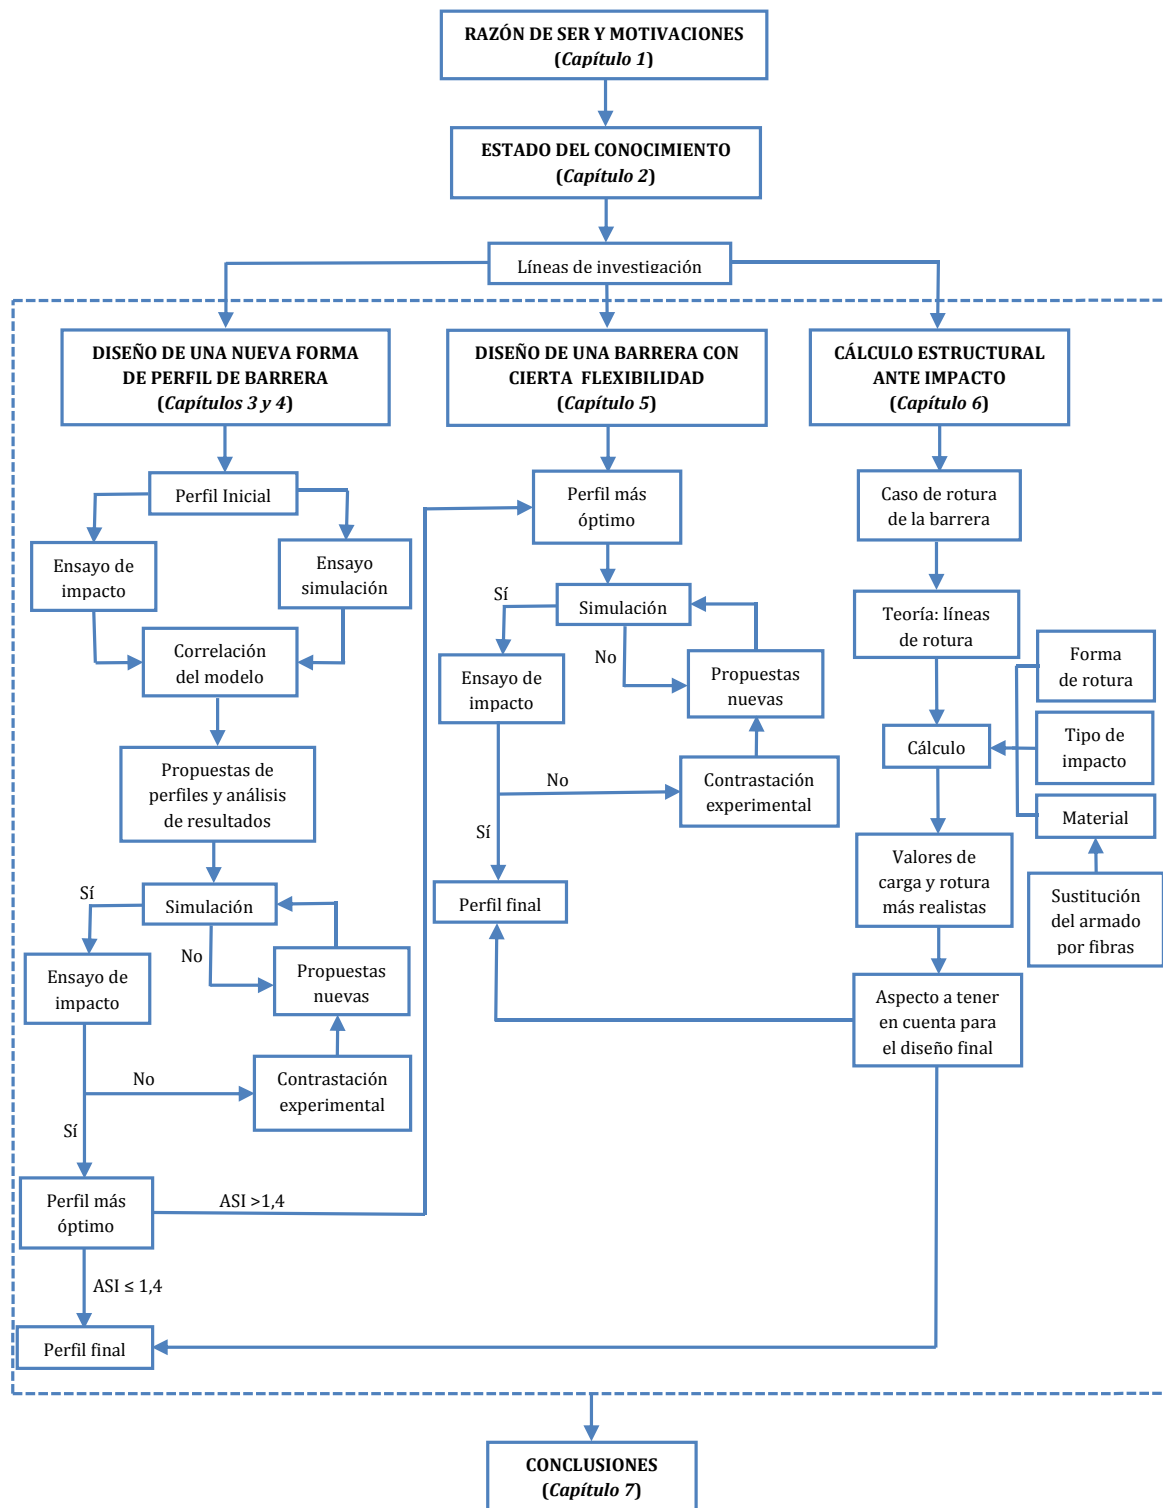 RAZÓN DE SER Y MOTIVACIONES
(Capítulo 1)
ESTADO DEL CONOCIMIENTO
(Capítulo 2)
Líneas de investigación
DISEÑO DE UNA NUEVA FORMA
DE PERFIL DE BARRERA
(Capítulos 3 y 4)
Perfil Inicial
Ensayo de
impacto
Ensayo
simulación
Correlación
del modelo
Propuestas de
perfiles y análisis
de resultados
Sí
Simulación
No
Ensayo de
impacto
Propuestas
nuevas
No
Contrastación
experimental
Sí
Perfil más
óptimo
ASI >1,4
ASI ≤ 1,4
Perfil final
DISEÑO DE UNA BARRERA CON
CIERTA FLEXIBILIDAD
(Capítulo 5)
Perfil más
óptimo
Sí
Simulación
No
Ensayo de
impacto
Propuestas
nuevas
No
Contrastación
experimental
Sí
Perfil final
CÁLCULO ESTRUCTURAL
ANTE IMPACTO
(Capítulo 6)
Caso de rotura
de la barrera
Teoría: líneas
de rotura
Forma
de rotura
Cálculo
Tipo de
impacto
Material
Valores de
carga y rotura
más realistas
Sustitución
del armado
por fibras
Aspecto a tener
en cuenta para
el diseño final
CONCLUSIONES
(Capítulo 7)